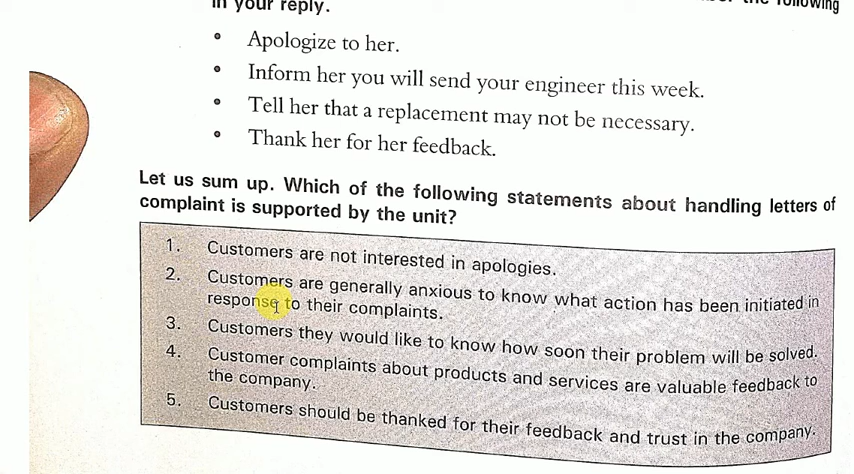 in your reply.
following
• Apologize to her.
• Inform her you will send your engineer this week.
• Tell her that a replacement may not be necessary.
• Thank her for her feedback.
Let us sum up. Which of the following statements about handling letters of
complaint is supported by the unit?
1. Customers are not interested in apologies.
2. Customers are generally anxious to know what action has been initiated in
response to their complaints.
3. Customers they would like to know how soon their problem will be solved.
4. Customer complaints about products and services are valuable feedback to
the company.
5. Customers should be thanked for their feedback and trust in the company.